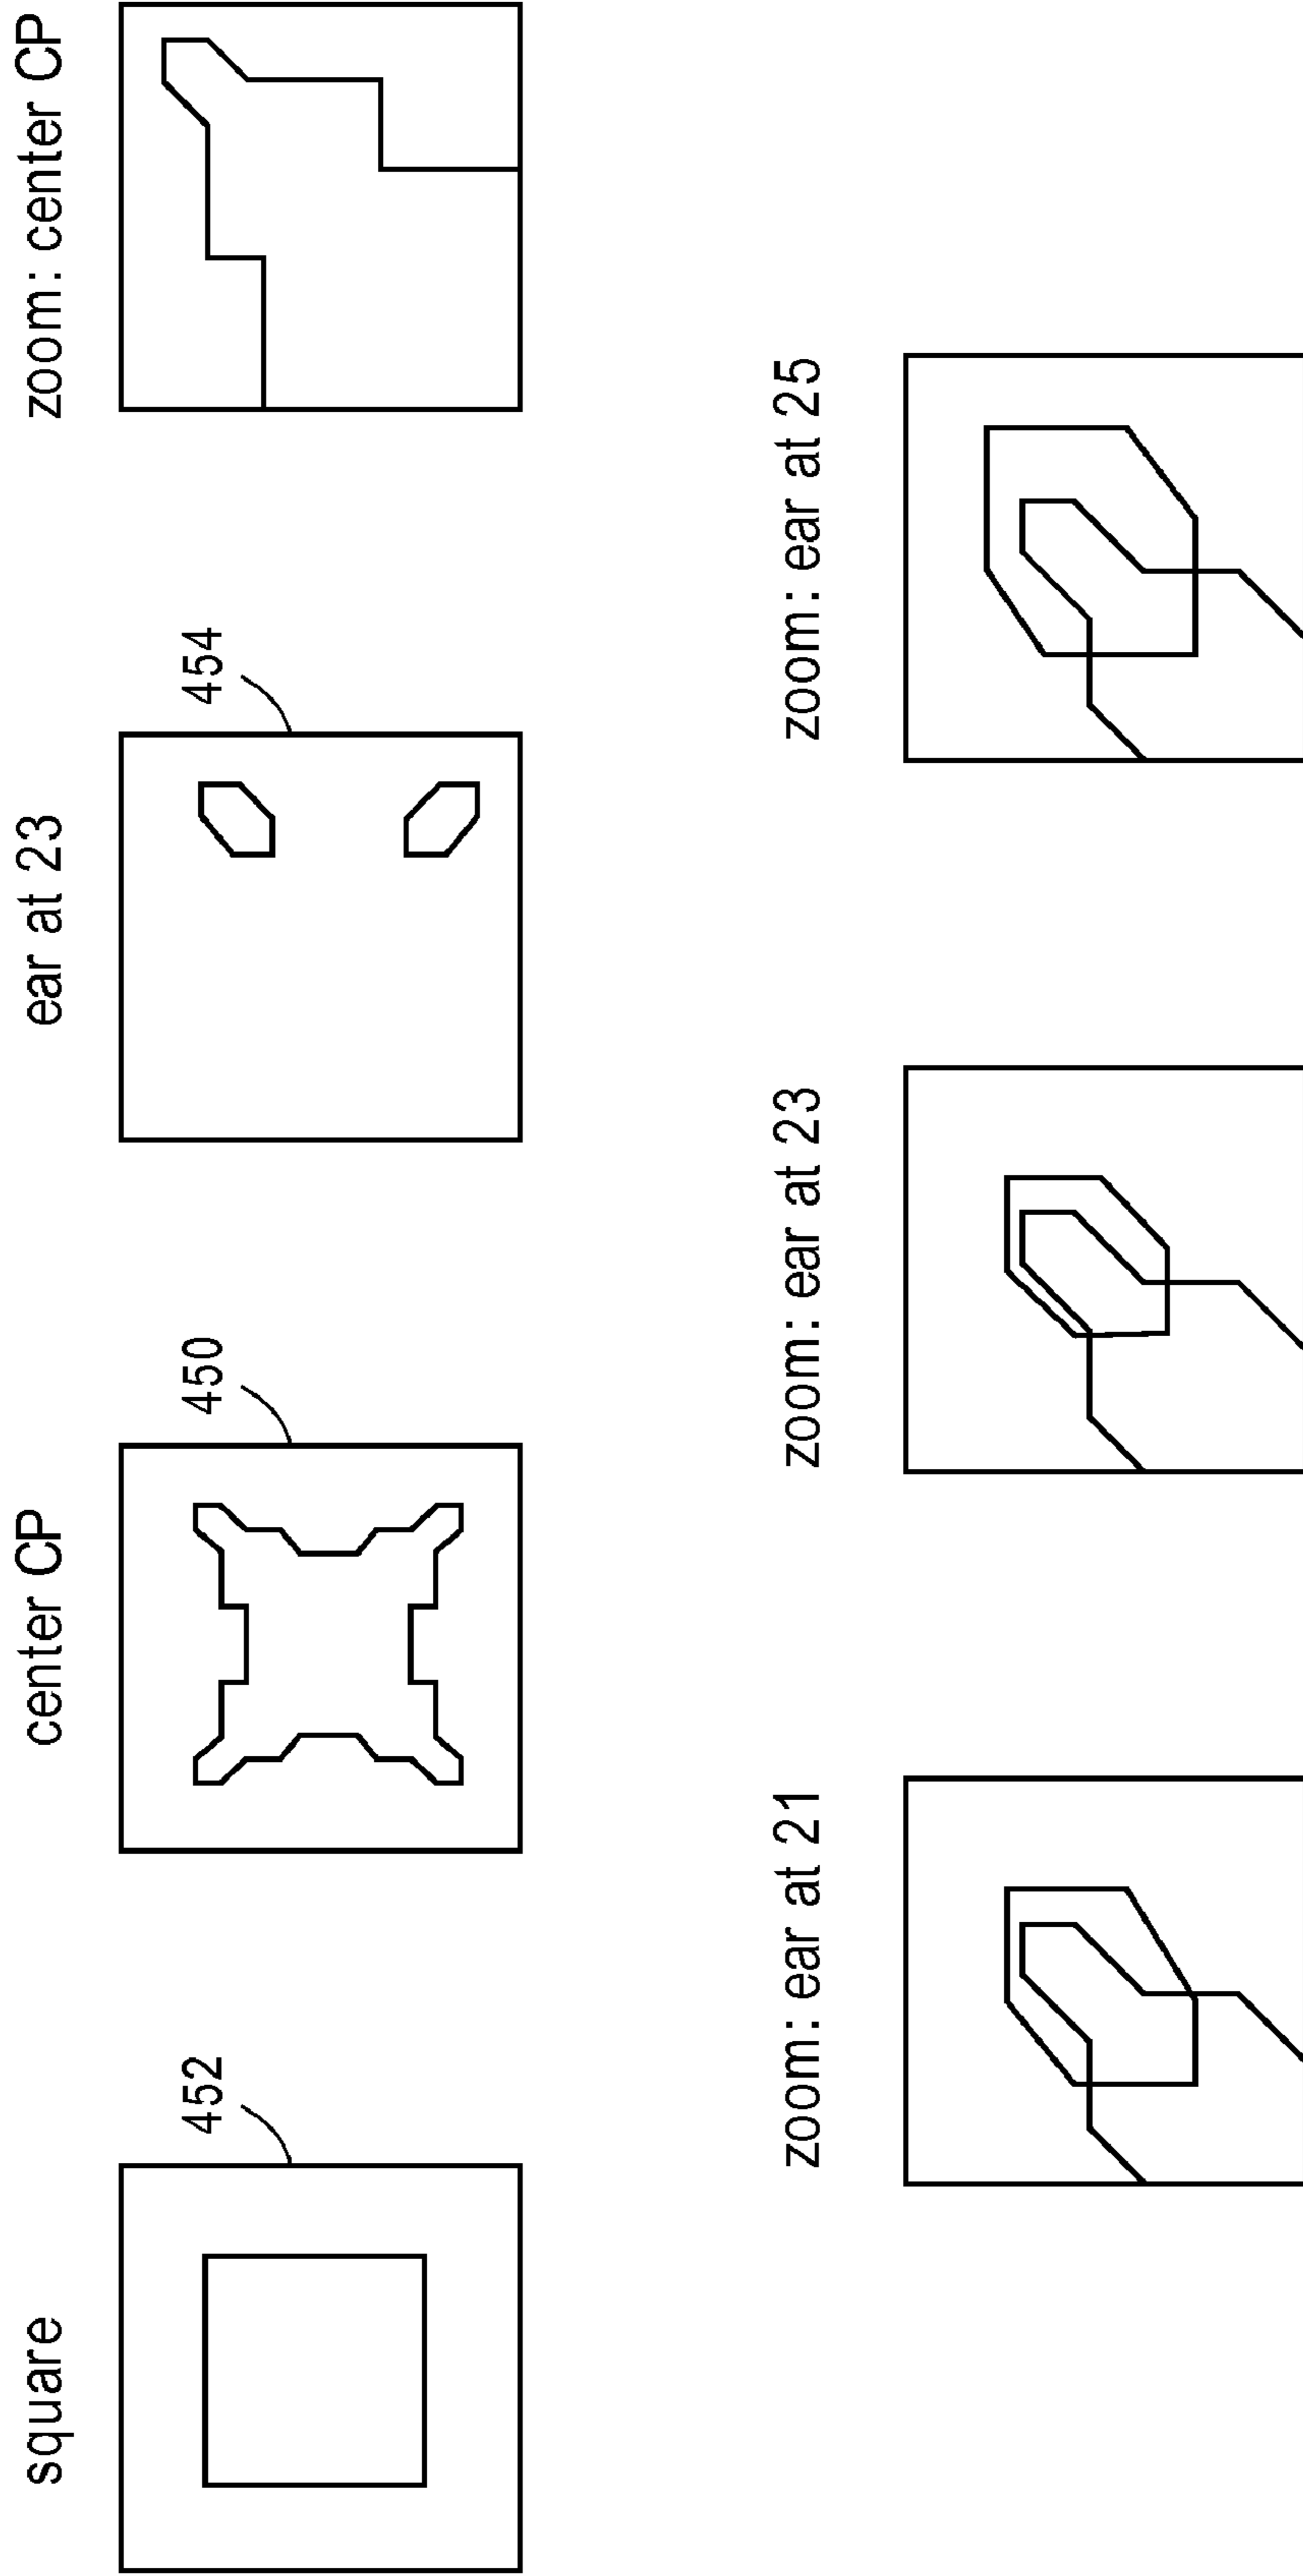 square
center CP
ear at 23
zoom: center CP
452
450
454
zoom: ear at 21
zoom: ear at 23
zoom: ear at 25